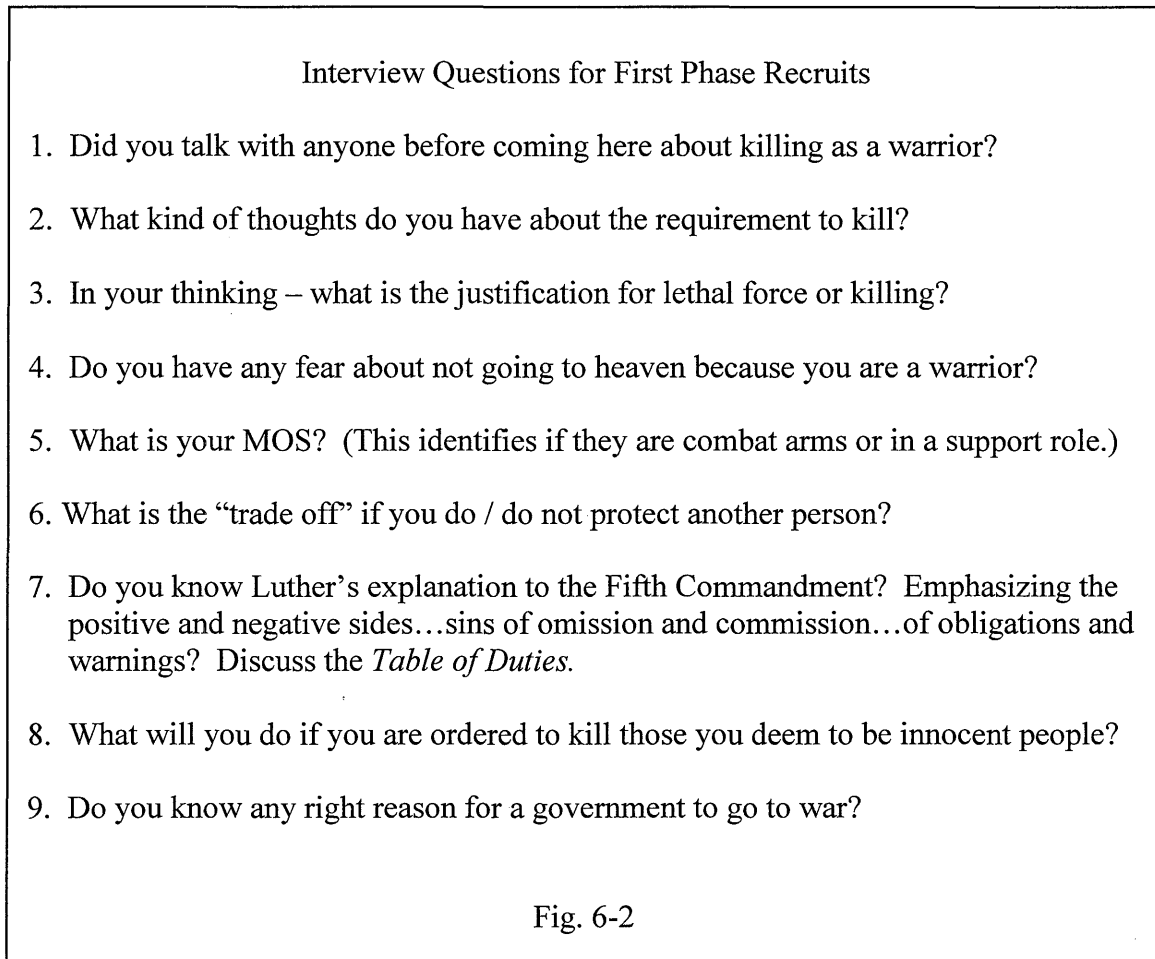 Interview Questions for First Phase Recruits
1. Did you talk with anyone before coming here about killing as a warrior?
2. What kind of thoughts do you have about the requirement to kill?
3. In your thinking – what is the justification for lethal force or killing?
4. Do you have any fear about not going to heaven because you are a warrior?
5. What is your MOS? (This identifies if they are combat arms or in a support role.)
6. What is the “trade off” if you do / do not protect another person?
7. Do you know Luther’s explanation to the Fifth Commandment? Emphasizing the
positive and negative sides…sins of omission and commission…of obligations and
warnings? Discuss the Table of Duties.
8. What will you do if you are ordered to kill those you deem to be innocent people?
9. Do you know any right reason for a government to go to war?
Fig. 6-2